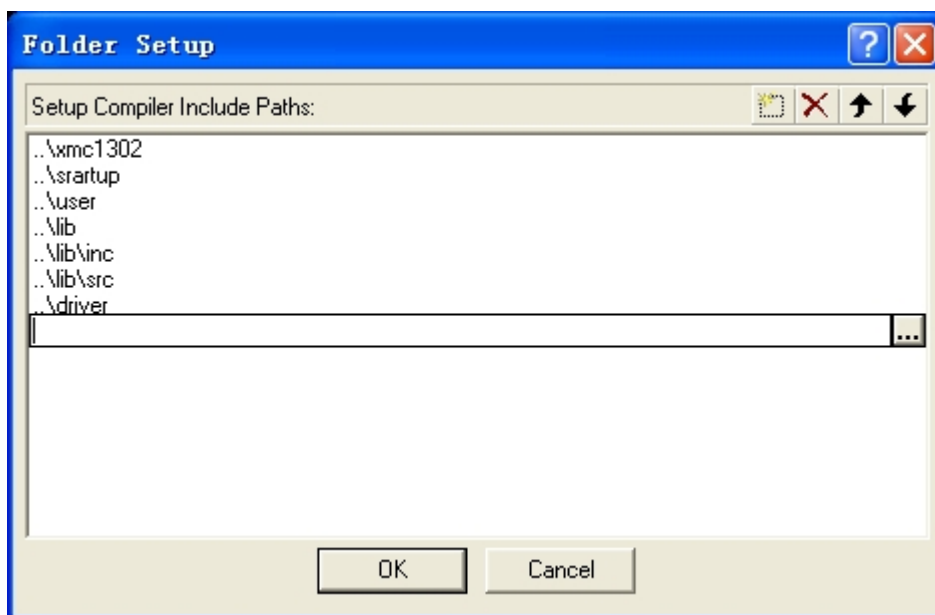 Folder Setup
Setup Compiler Include Paths:
..\xmc1302
..\srartup
..\user
..\lib
..\lib\inc
..\lib\src
..\driver
...
OK Cancel